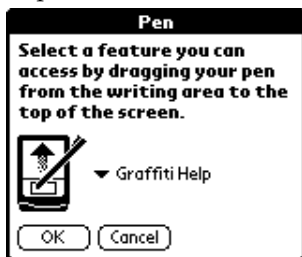 Pen
Select a feature you can
access by dragging your pen
from the writing area to the
top of the screen.
Graffiti Help
OK
Cancel